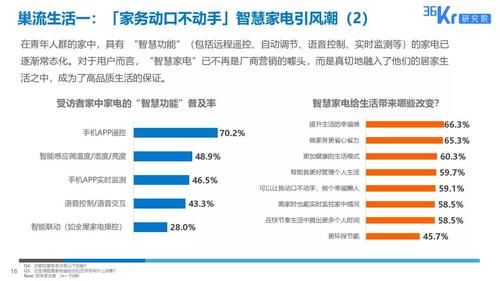 巢流生活一：「家务动口不动手」智慧家电引风潮（2）
36Kr 研究院
在青年人群的家中，具有“智慧功能”（包括远程遥控、自动调节、语音控制、实时监测等）的家电已
逐渐常态化。对于用户而言，“智慧家电”已不再是厂商营销的噱头，而是真切地融入了他们的居家生
活之中，成为了高品质生活的保证。
受访者家中家电的“智慧功能”普及率
手机APP遥控 70.2%
智能感应调温度/湿度/亮度 48.9%
手机APP实时监测 46.5%
语音控制/语音交互 43.3%
智能联动（如全屋家电操控） 28.0%
智慧家电给生活带来哪些改变？
提升生活的幸福感 66.3%
做家务更省心省力 65.3%
更加健康的生活模式 60.3%
帮助我更好管理个人生活 59.7%
可以让我动口不动手，做个幸福懒人 59.1%
离家时也能实时监控家中情况 58.5%
在快节奏生活中腾出更多个人时间 58.5%
更环保节能 45.7%
16